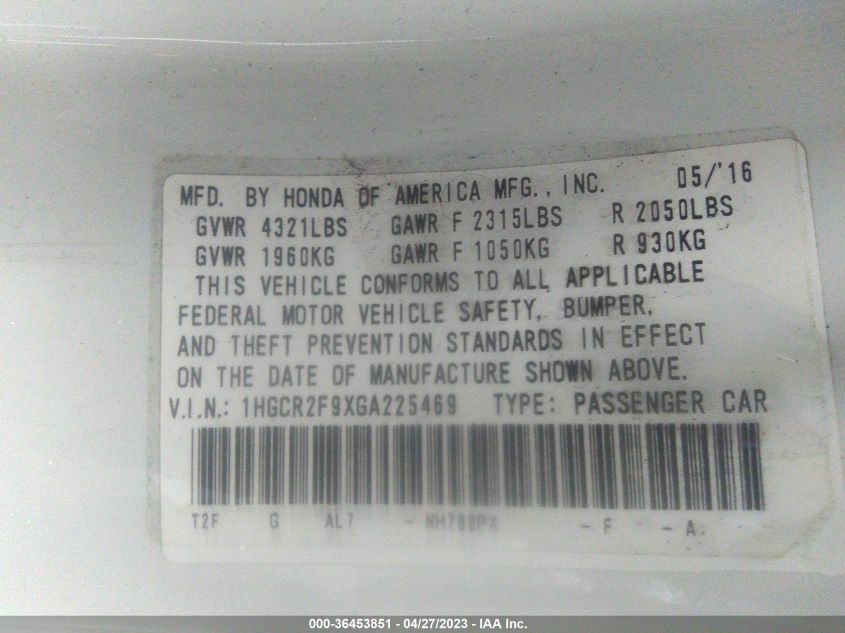 MFD. BY HONDA OF AMERICA MFG., INC. 05/'16
GVWR 4321LBS GAWR F 2315LBS R 2050LBS
GVWR 1960KG GAWR F 1050KG R 930KG
THIS VEHICLE CONFORMS TO ALL APPLICABLE
FEDERAL MOTOR VEHICLE SAFETY, BUMPER,
AND THEFT PREVENTION STANDARDS IN EFFECT
ON THE DATE OF MANUFACTURE SHOWN ABOVE.
V.I.N.: 1HGCR2F9XGA225469 TYPE: PASSENGER CAR
T2F G AL7 - NH788PX - F - A.
000-36453851 - 04/27/2023 - IAA Inc.